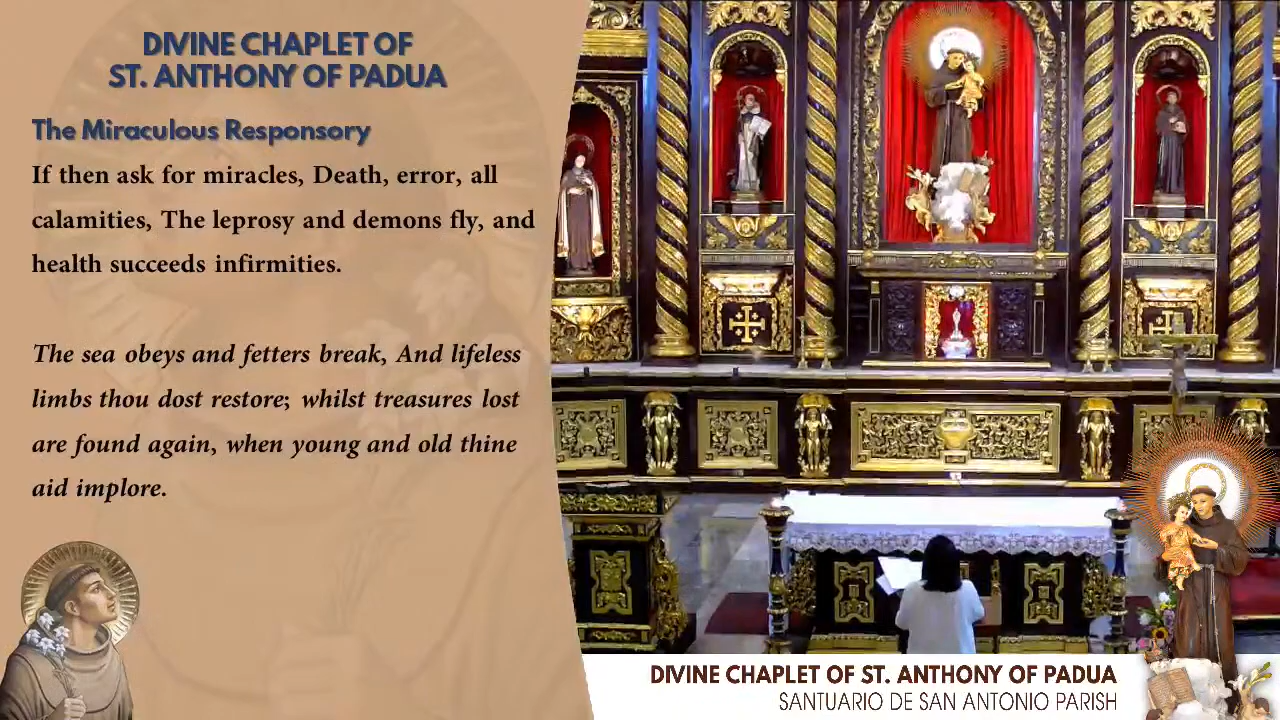 DIVINE CHAPLET OF
ST. ANTHONY OF PADUA
The Miraculous Responsory
If then ask for miracles, Death, error, all
calamities, The leprosy and demons fly, and
health succeeds infirmities.
The sea obeys and fetters break, And lifeless
limbs thou dost restore; whilst treasures lost
are found again, when young and old thine
aid implore.
DIVINE CHAPLET OF ST. ANTHONY OF PADUA
SANTUARIO DE SAN ANTONIO PARISH